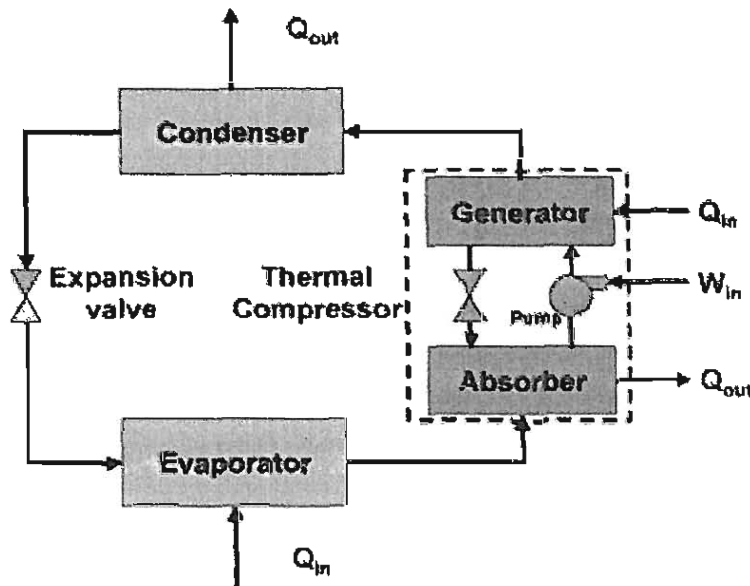 Qout
Condenser
Generator
Qin
Expansion
valve
Thermal
Compressor
Win
Pump
Absorber
Qout
Evaporator
Qin